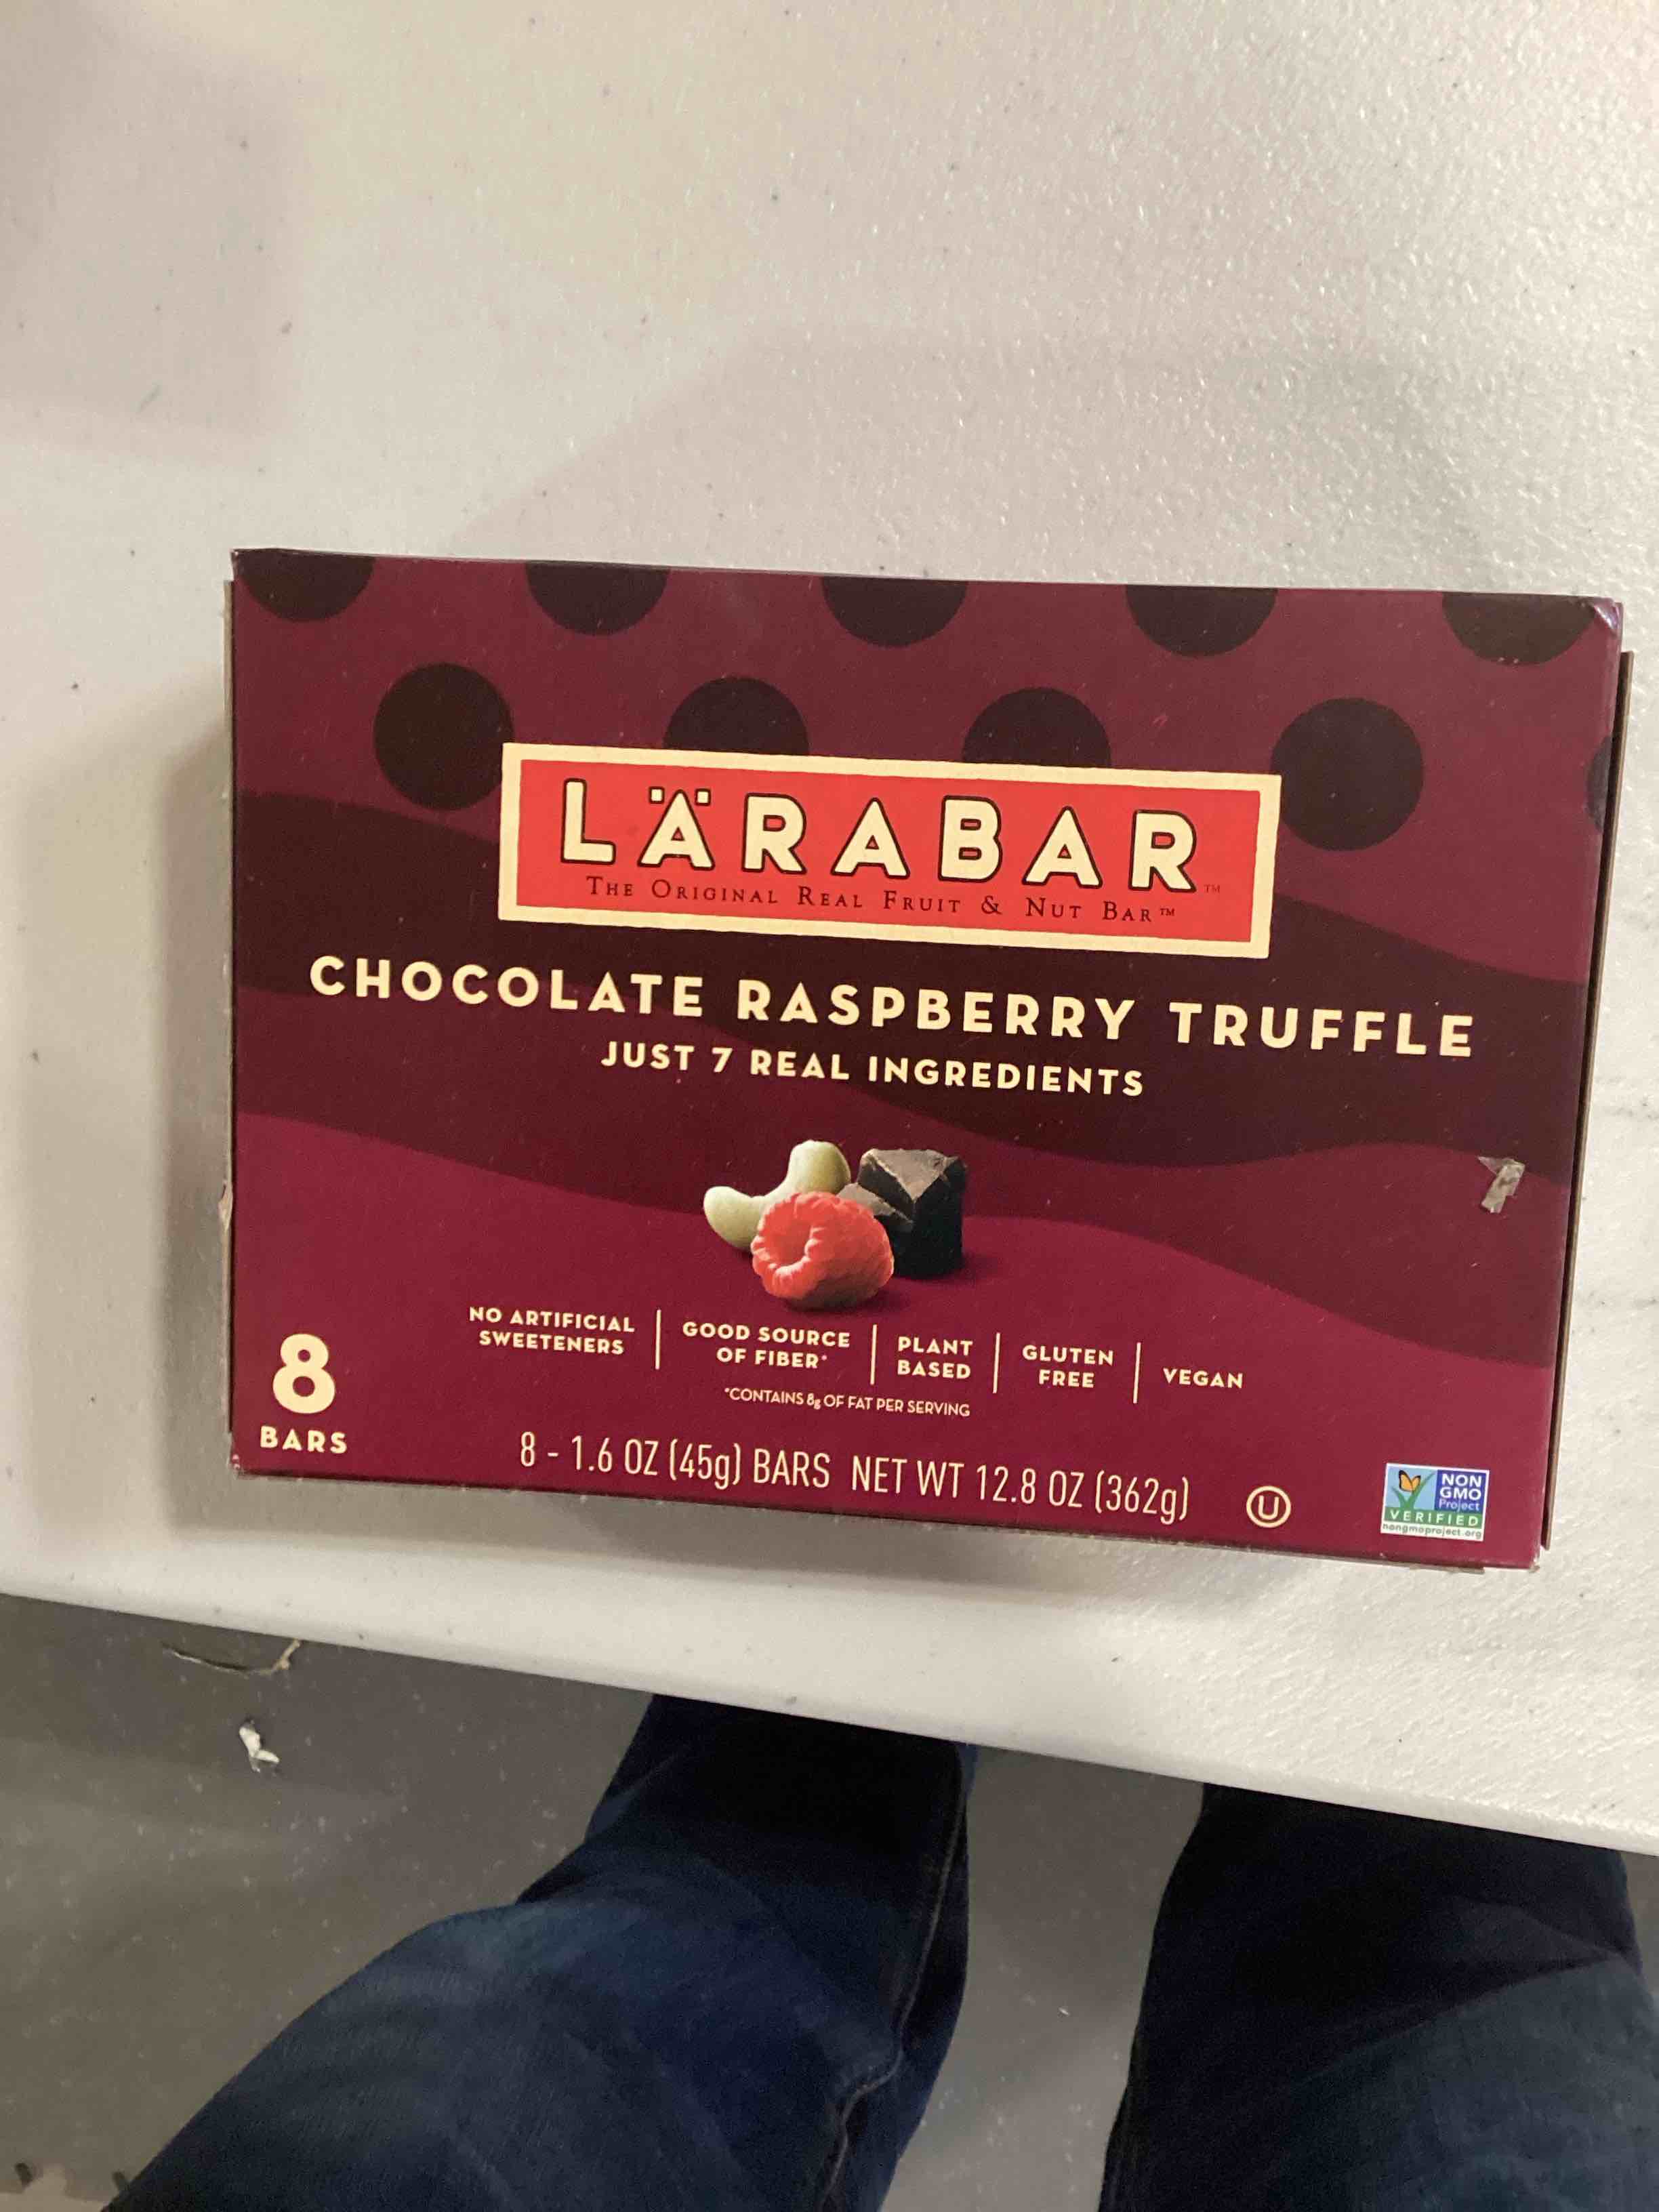 LÄRABAR™
THE ORIGINAL REAL FRUIT & NUT BAR™
CHOCOLATE RASPBERRY TRUFFLE
JUST 7 REAL INGREDIENTS
NO ARTIFICIAL
SWEETENERS
GOOD SOURCE
OF FIBER*
PLANT
BASED
GLUTEN
FREE
VEGAN
*CONTAINS 8g OF FAT PER SERVING
8
BARS
8 - 1.6 OZ (45g) BARS NET WT 12.8 OZ (362g)
U
NON
GMO
Project
VERIFIED
nongmoproject.org